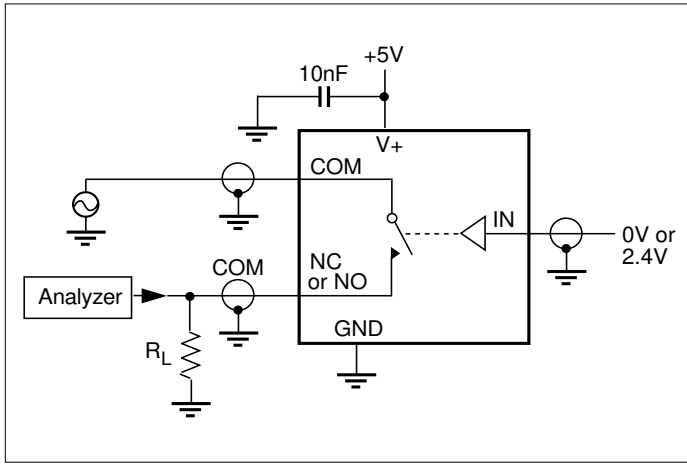 +5V
10nF
V+
COM
IN
0V or
2.4V
COM
NC
or NO
Analyzer
GND
RL